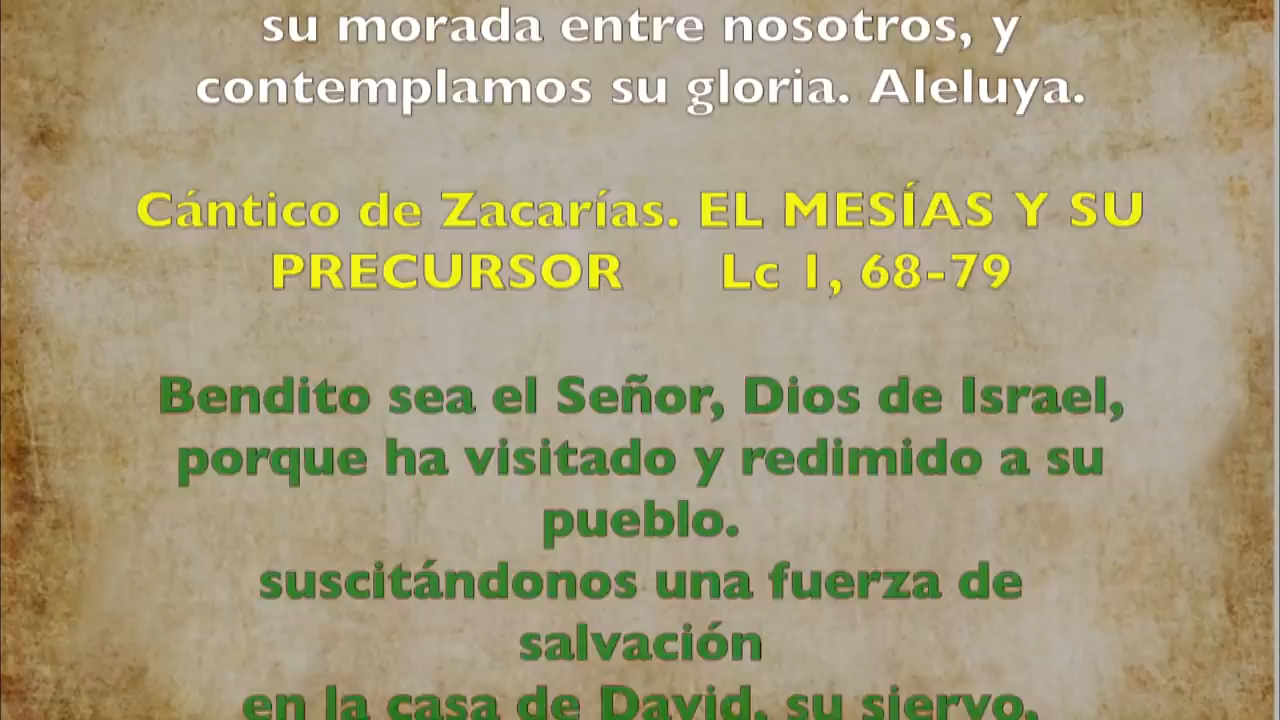 su morada entre nosotros, y
contemplamos su gloria. Aleluya.
Cántico de Zacarías. EL MESÍAS Y SU
PRECURSOR Lc 1, 68-79
Bendito sea el Señor, Dios de Israel,
porque ha visitado y redimido a su
pueblo.
suscitándonos una fuerza de
salvación
en la casa de David, su siervo,